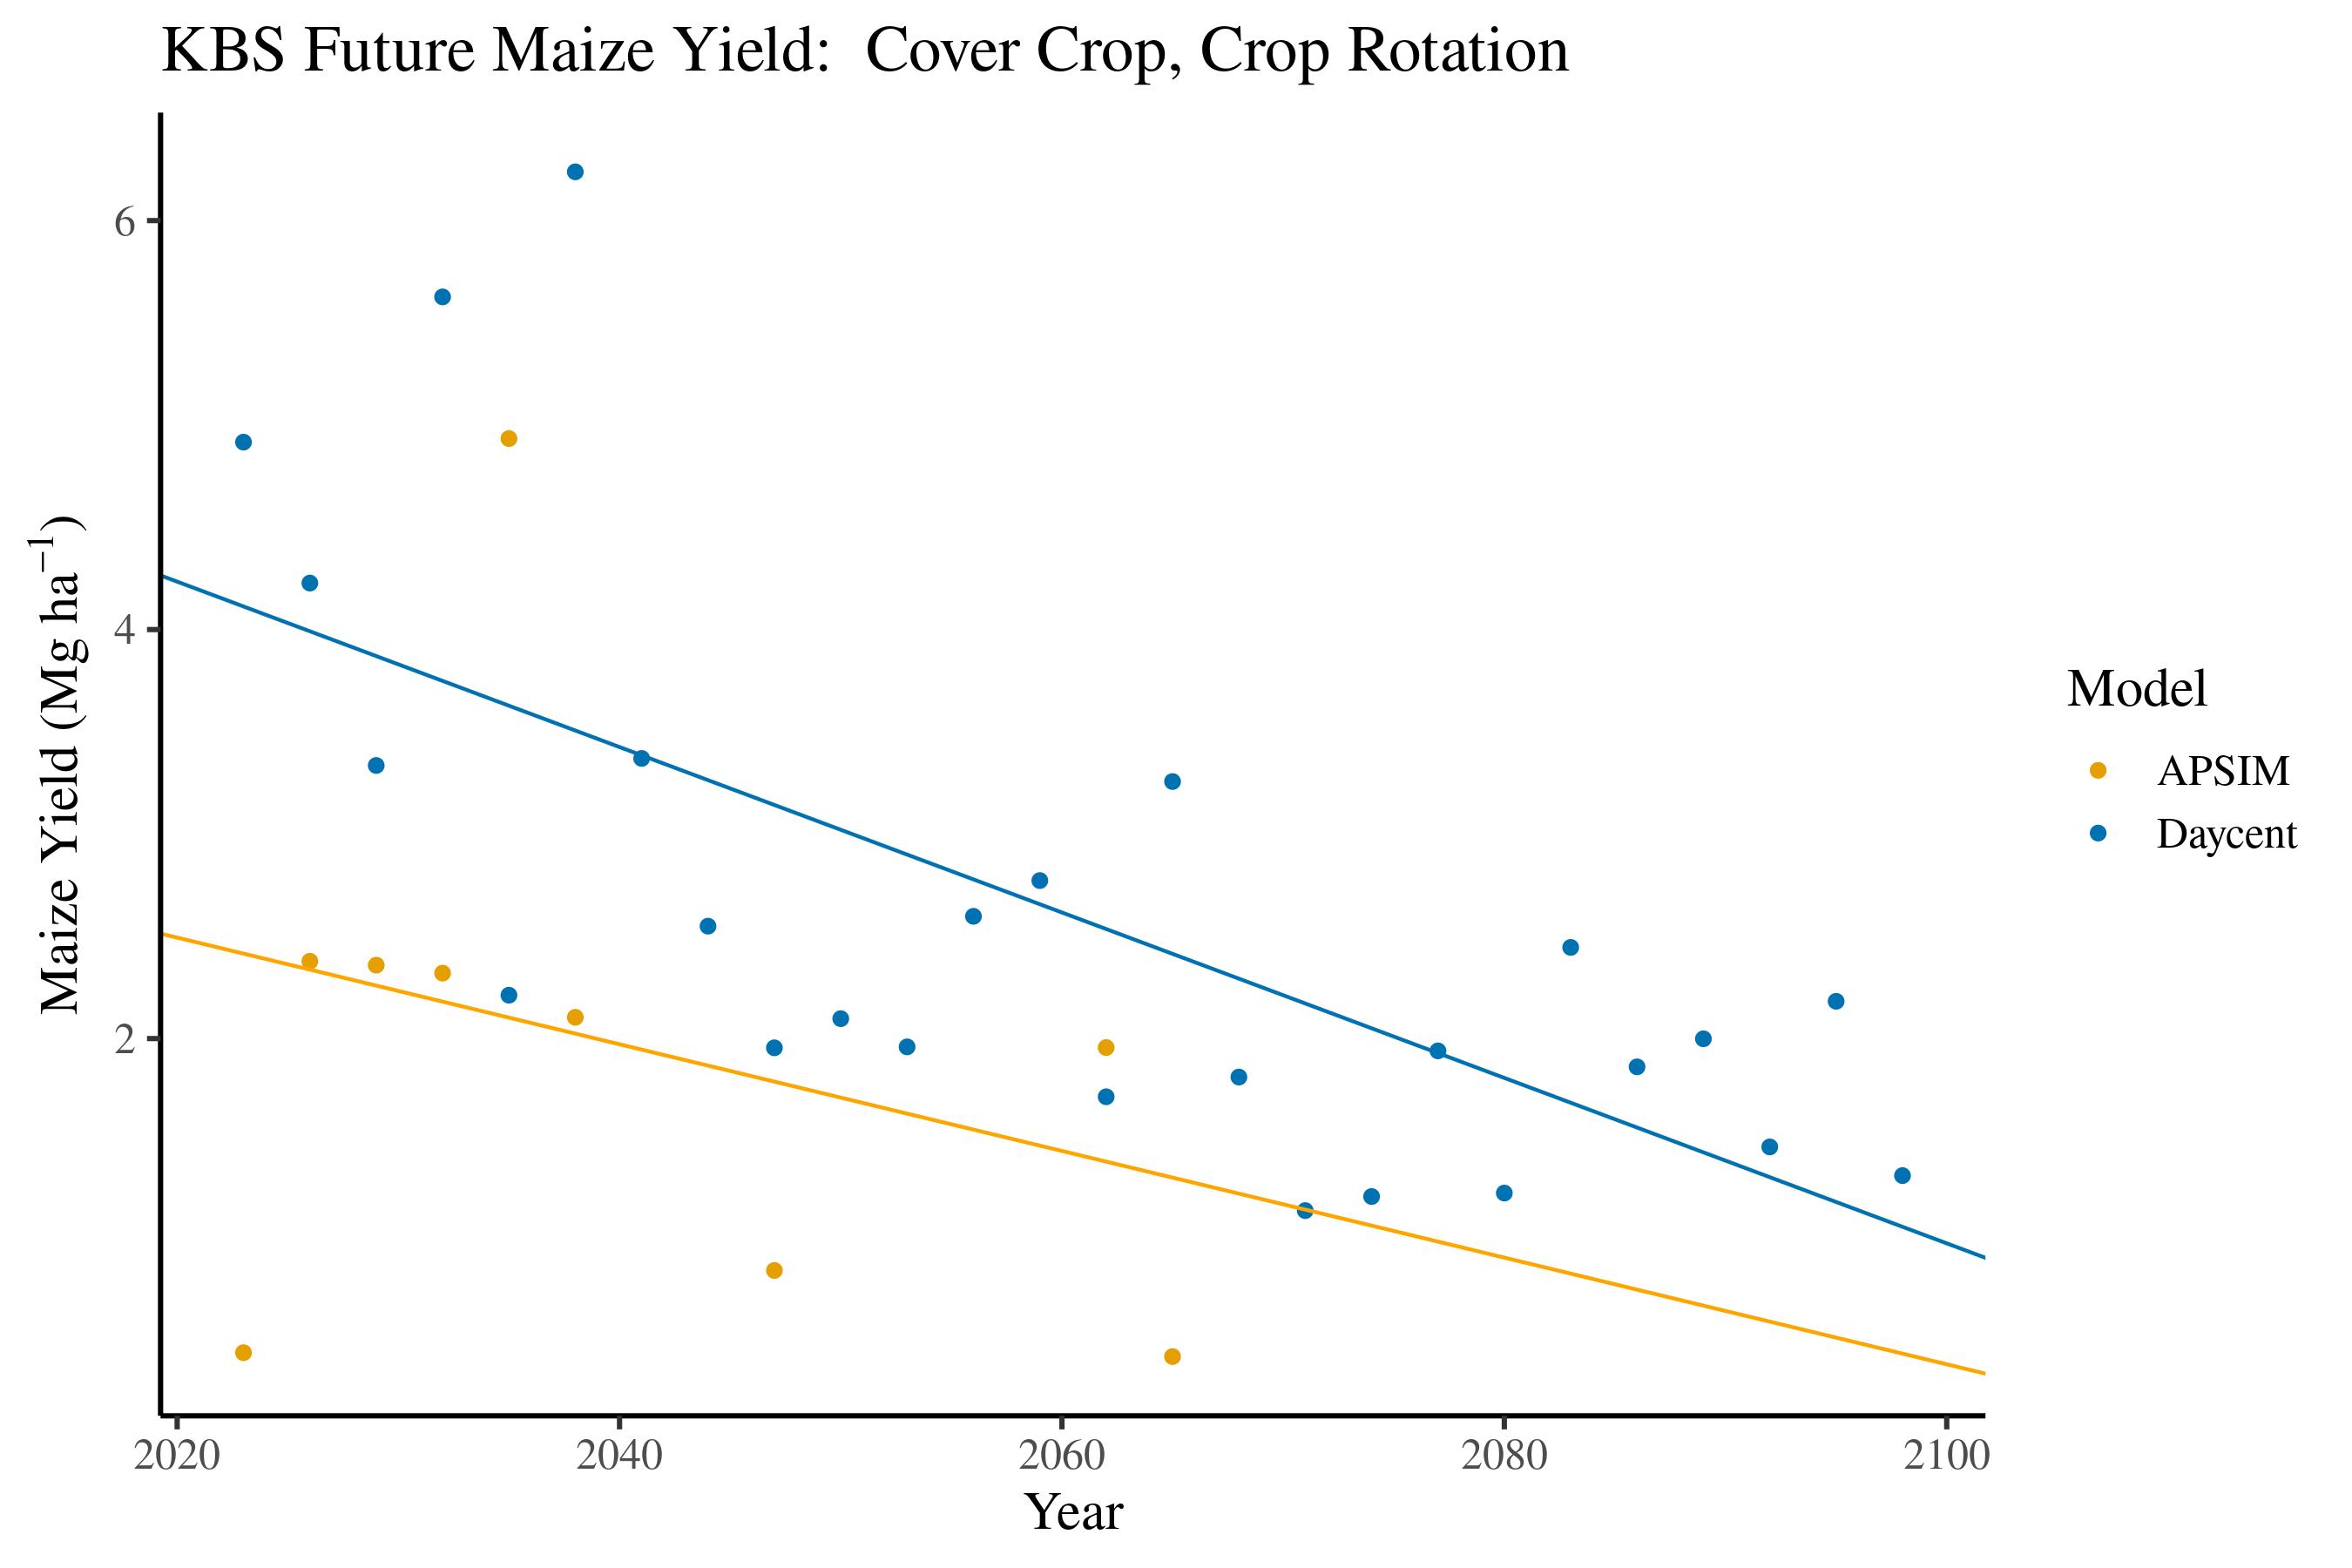 KBS Future Maize Yield:  Cover Crop, Crop Rotation
Maize Yield (Mg ha⁻¹)
6
4
2
2020 2040 2060 2080 2100
Year
Model
APSIM
Daycent